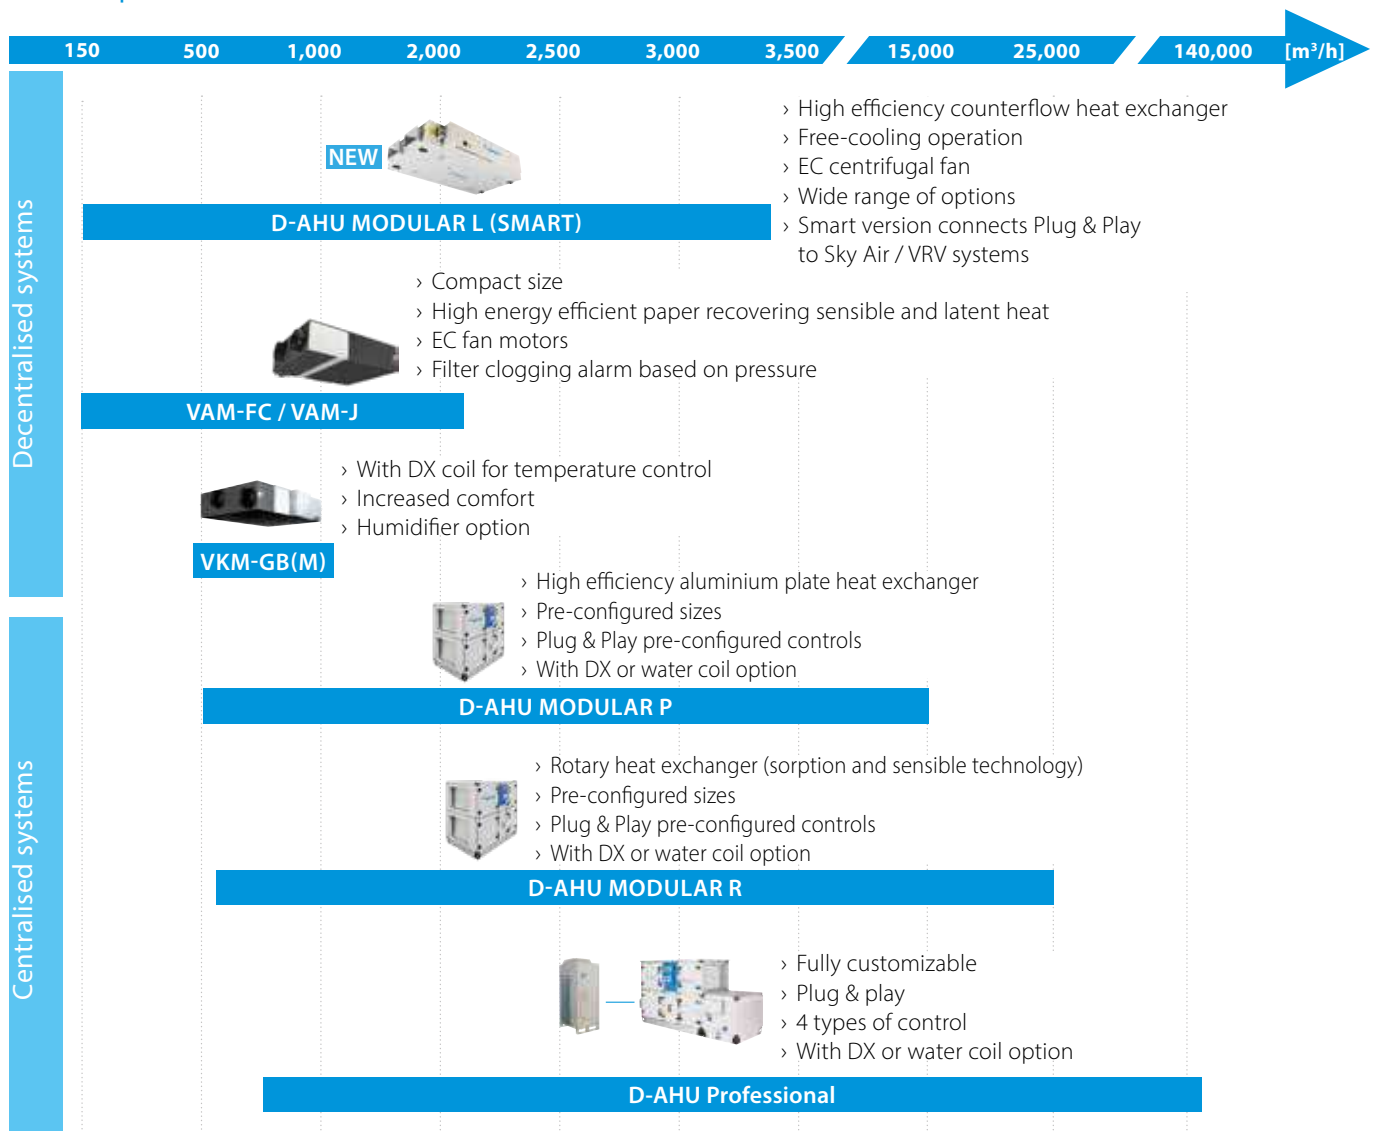 150 500 1,000 2,000 2,500 3,000 3,500 15,000 25,000 140,000 [m³/h]
Decentralised systems
› High efficiency counterflow heat exchanger
› Free-cooling operation
› EC centrifugal fan
› Wide range of options
› Smart version connects Plug & Play
to Sky Air / VRV systems
NEW
D-AHU MODULAR L (SMART)
› Compact size
› High energy efficient paper recovering sensible and latent heat
› EC fan motors
› Filter clogging alarm based on pressure
VAM-FC / VAM-J
› With DX coil for temperature control
› Increased comfort
› Humidifier option
VKM-GB(M)
Centralised systems
› High efficiency aluminium plate heat exchanger
› Pre-configured sizes
› Plug & Play pre-configured controls
› With DX or water coil option
D-AHU MODULAR P
› Rotary heat exchanger (sorption and sensible technology)
› Pre-configured sizes
› Plug & Play pre-configured controls
› With DX or water coil option
D-AHU MODULAR R
› Fully customizable
› Plug & play
› 4 types of control
› With DX or water coil option
D-AHU Professional